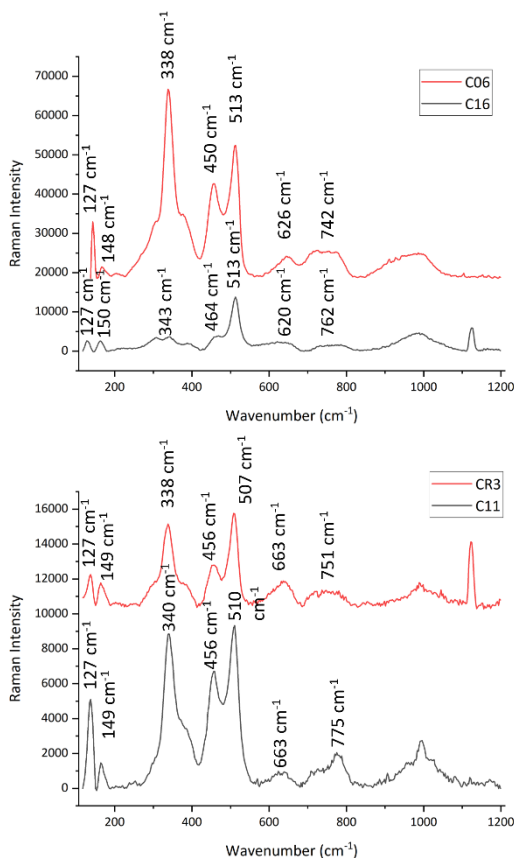 338 cm-1
C06
C16
70000
60000
50000
40000
30000
20000
10000
0
Raman Intensity
127 cm-1
148 cm-1
450 cm-1
513 cm-1
626 cm-1
742 cm-1
127 cm-1
150 cm-1
343 cm-1
464 cm-1
513 cm-1
620 cm-1
762 cm-1
200 400 600 800 1000 1200
Wavenumber (cm-1)
CR3
C11
16000
14000
12000
10000
8000
6000
4000
2000
0
Raman Intensity
127 cm-1
149 cm-1
338 cm-1
456 cm-1
507 cm-1
663 cm-1
751 cm-1
127 cm-1
149 cm-1
340 cm-1
456 cm-1
510
cm-1
663 cm-1
775 cm-1
200 400 600 800 1000 1200
Wavenumber (cm-1)